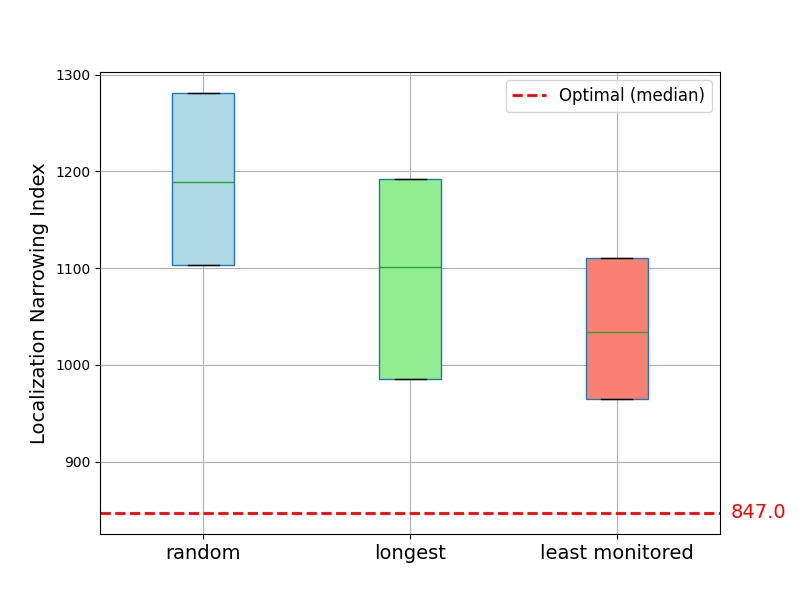 Localization Narrowing Index
1300
1200
1100
1000
900
Optimal (median)
847.0
random
longest
least monitored